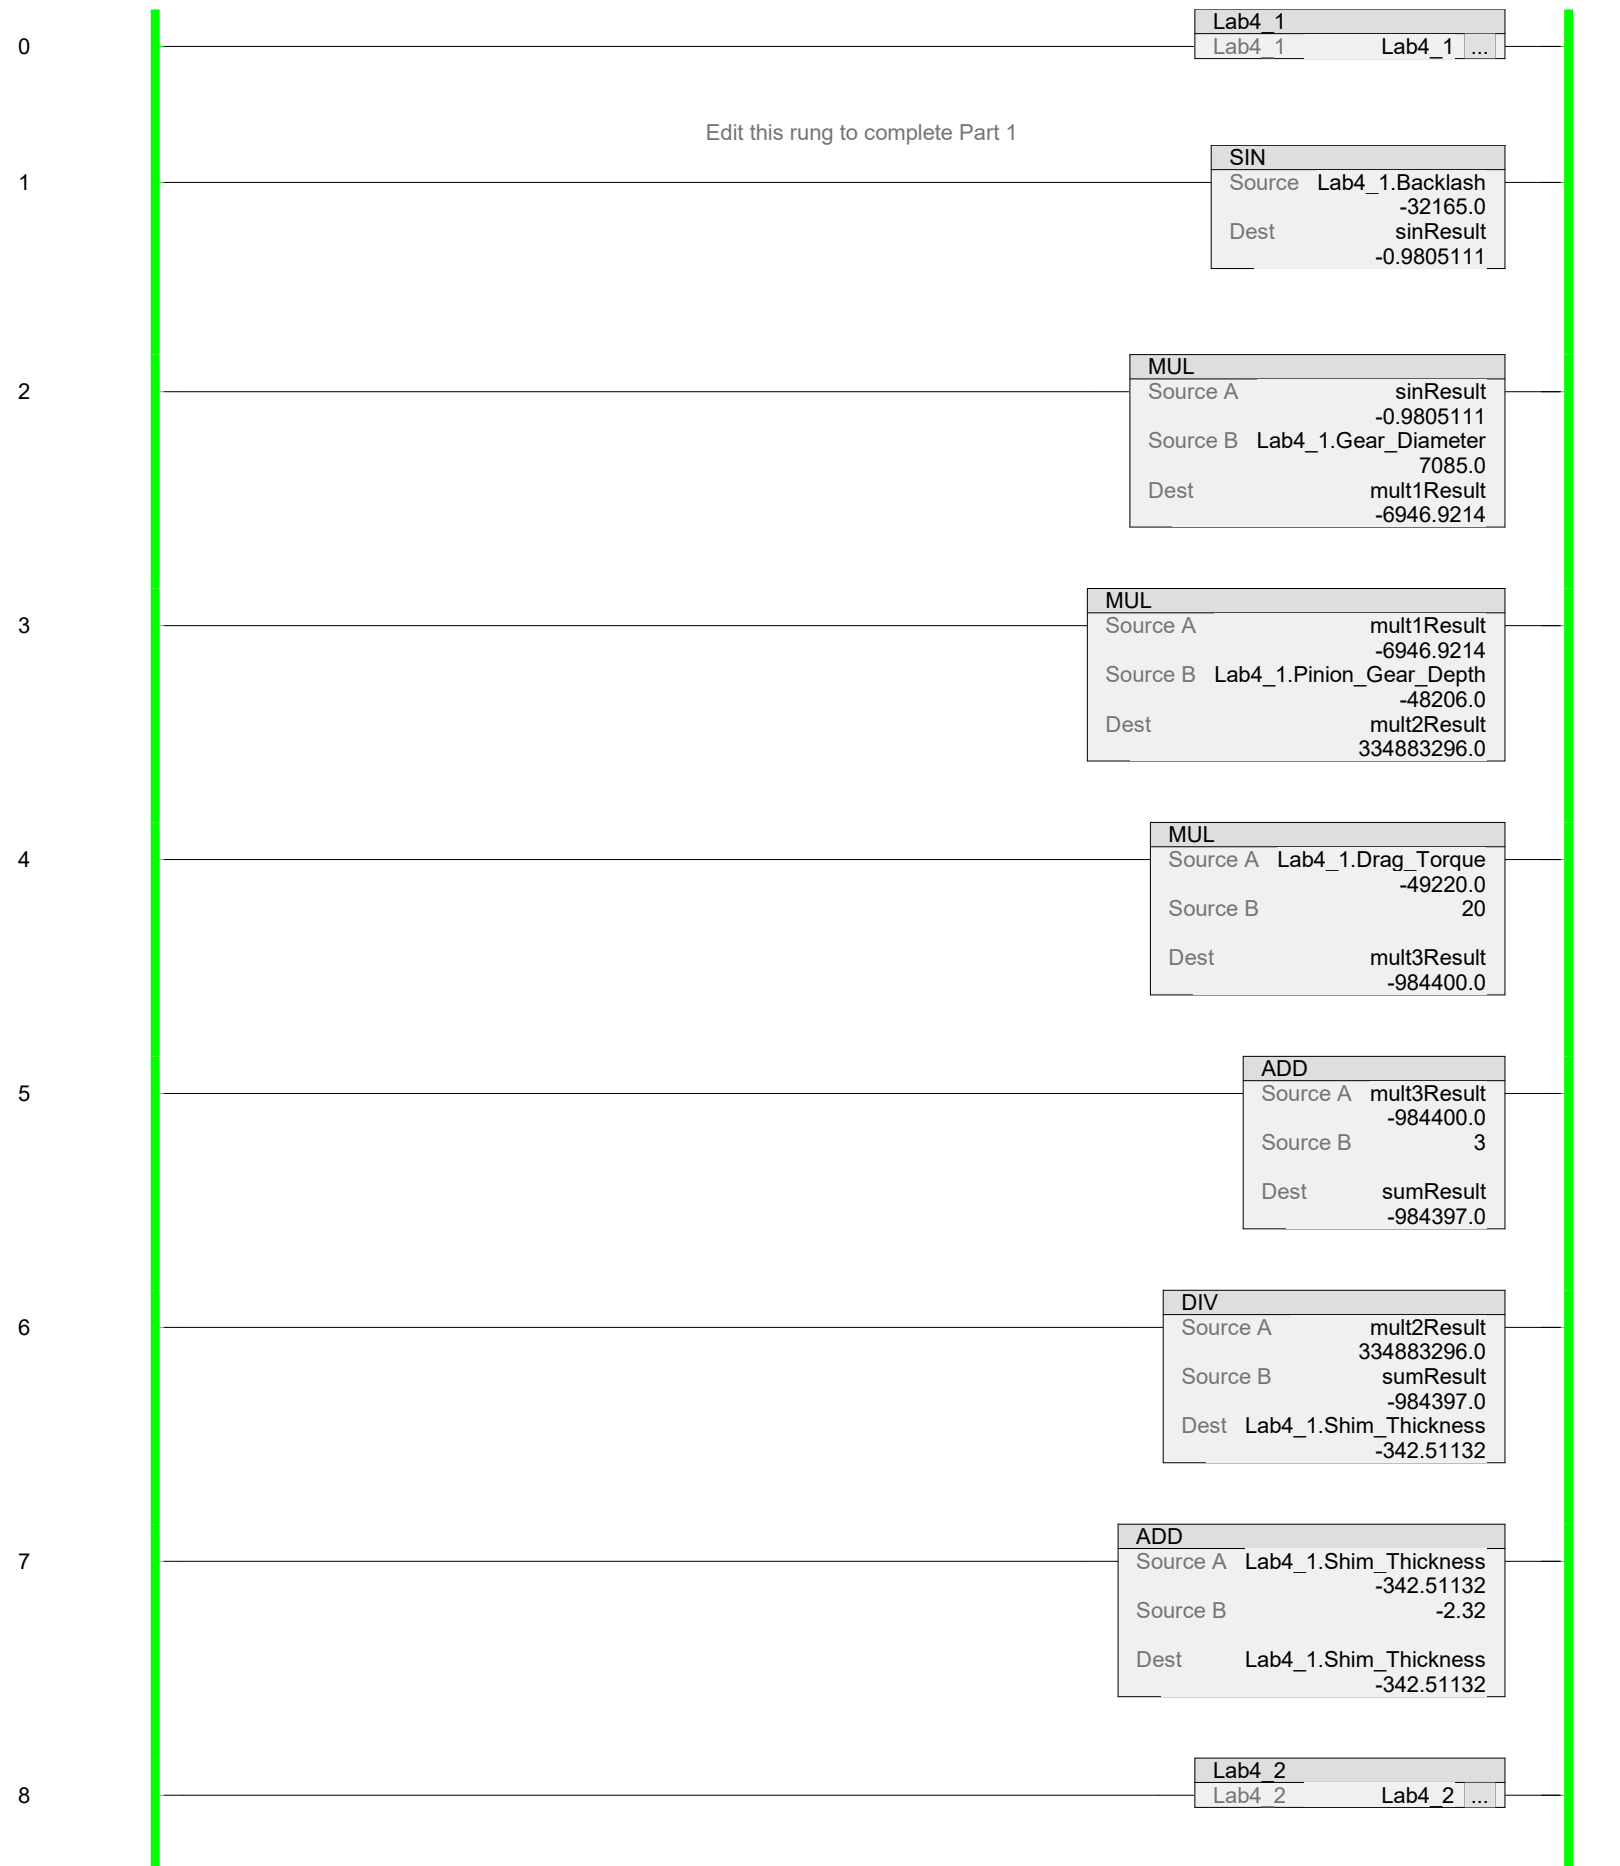 Lab4_1
0
Lab4_1 Lab4_1 ...
Edit this rung to complete Part 1
SIN
1
Source Lab4_1.Backlash
-32165.0
Dest sinResult
-0.9805111
MUL
2
Source A sinResult
-0.9805111
Source B Lab4_1.Gear_Diameter
7085.0
Dest mult1Result
-6946.9214
MUL
3
Source A mult1Result
-6946.9214
Source B Lab4_1.Pinion_Gear_Depth
-48206.0
Dest mult2Result
334883296.0
MUL
4
Source A Lab4_1.Drag_Torque
-49220.0
Source B 20
Dest mult3Result
-984400.0
ADD
5
Source A mult3Result
-984400.0
Source B 3
Dest sumResult
-984397.0
DIV
6
Source A mult2Result
334883296.0
Source B sumResult
-984397.0
Dest Lab4_1.Shim_Thickness
-342.51132
ADD
7
Source A Lab4_1.Shim_Thickness
-342.51132
Source B -2.32
Dest Lab4_1.Shim_Thickness
-342.51132
Lab4_2
8
Lab4_2 Lab4_2 ...